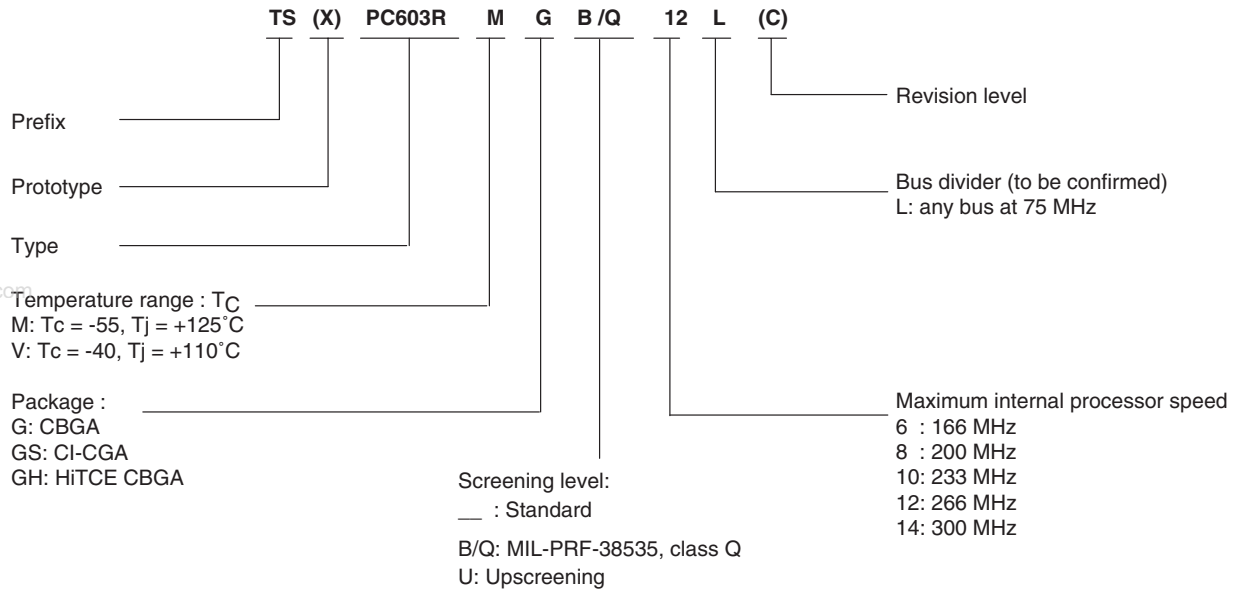 TS (X) PC603R M G B /Q 12 L (C)
Prefix
Prototype
Type
com
Temperature range : TC
M: Tc = -55, Tj = +125˚C
V: Tc = -40, Tj = +110˚C
Package :
G: CBGA
GS: CI-CGA
GH: HiTCE CBGA
Screening level:
__ : Standard
B/Q: MIL-PRF-38535, class Q
U: Upscreening
Revision level
Bus divider (to be confirmed)
L: any bus at 75 MHz
Maximum internal processor speed
6 : 166 MHz
8 : 200 MHz
10: 233 MHz
12: 266 MHz
14: 300 MHz